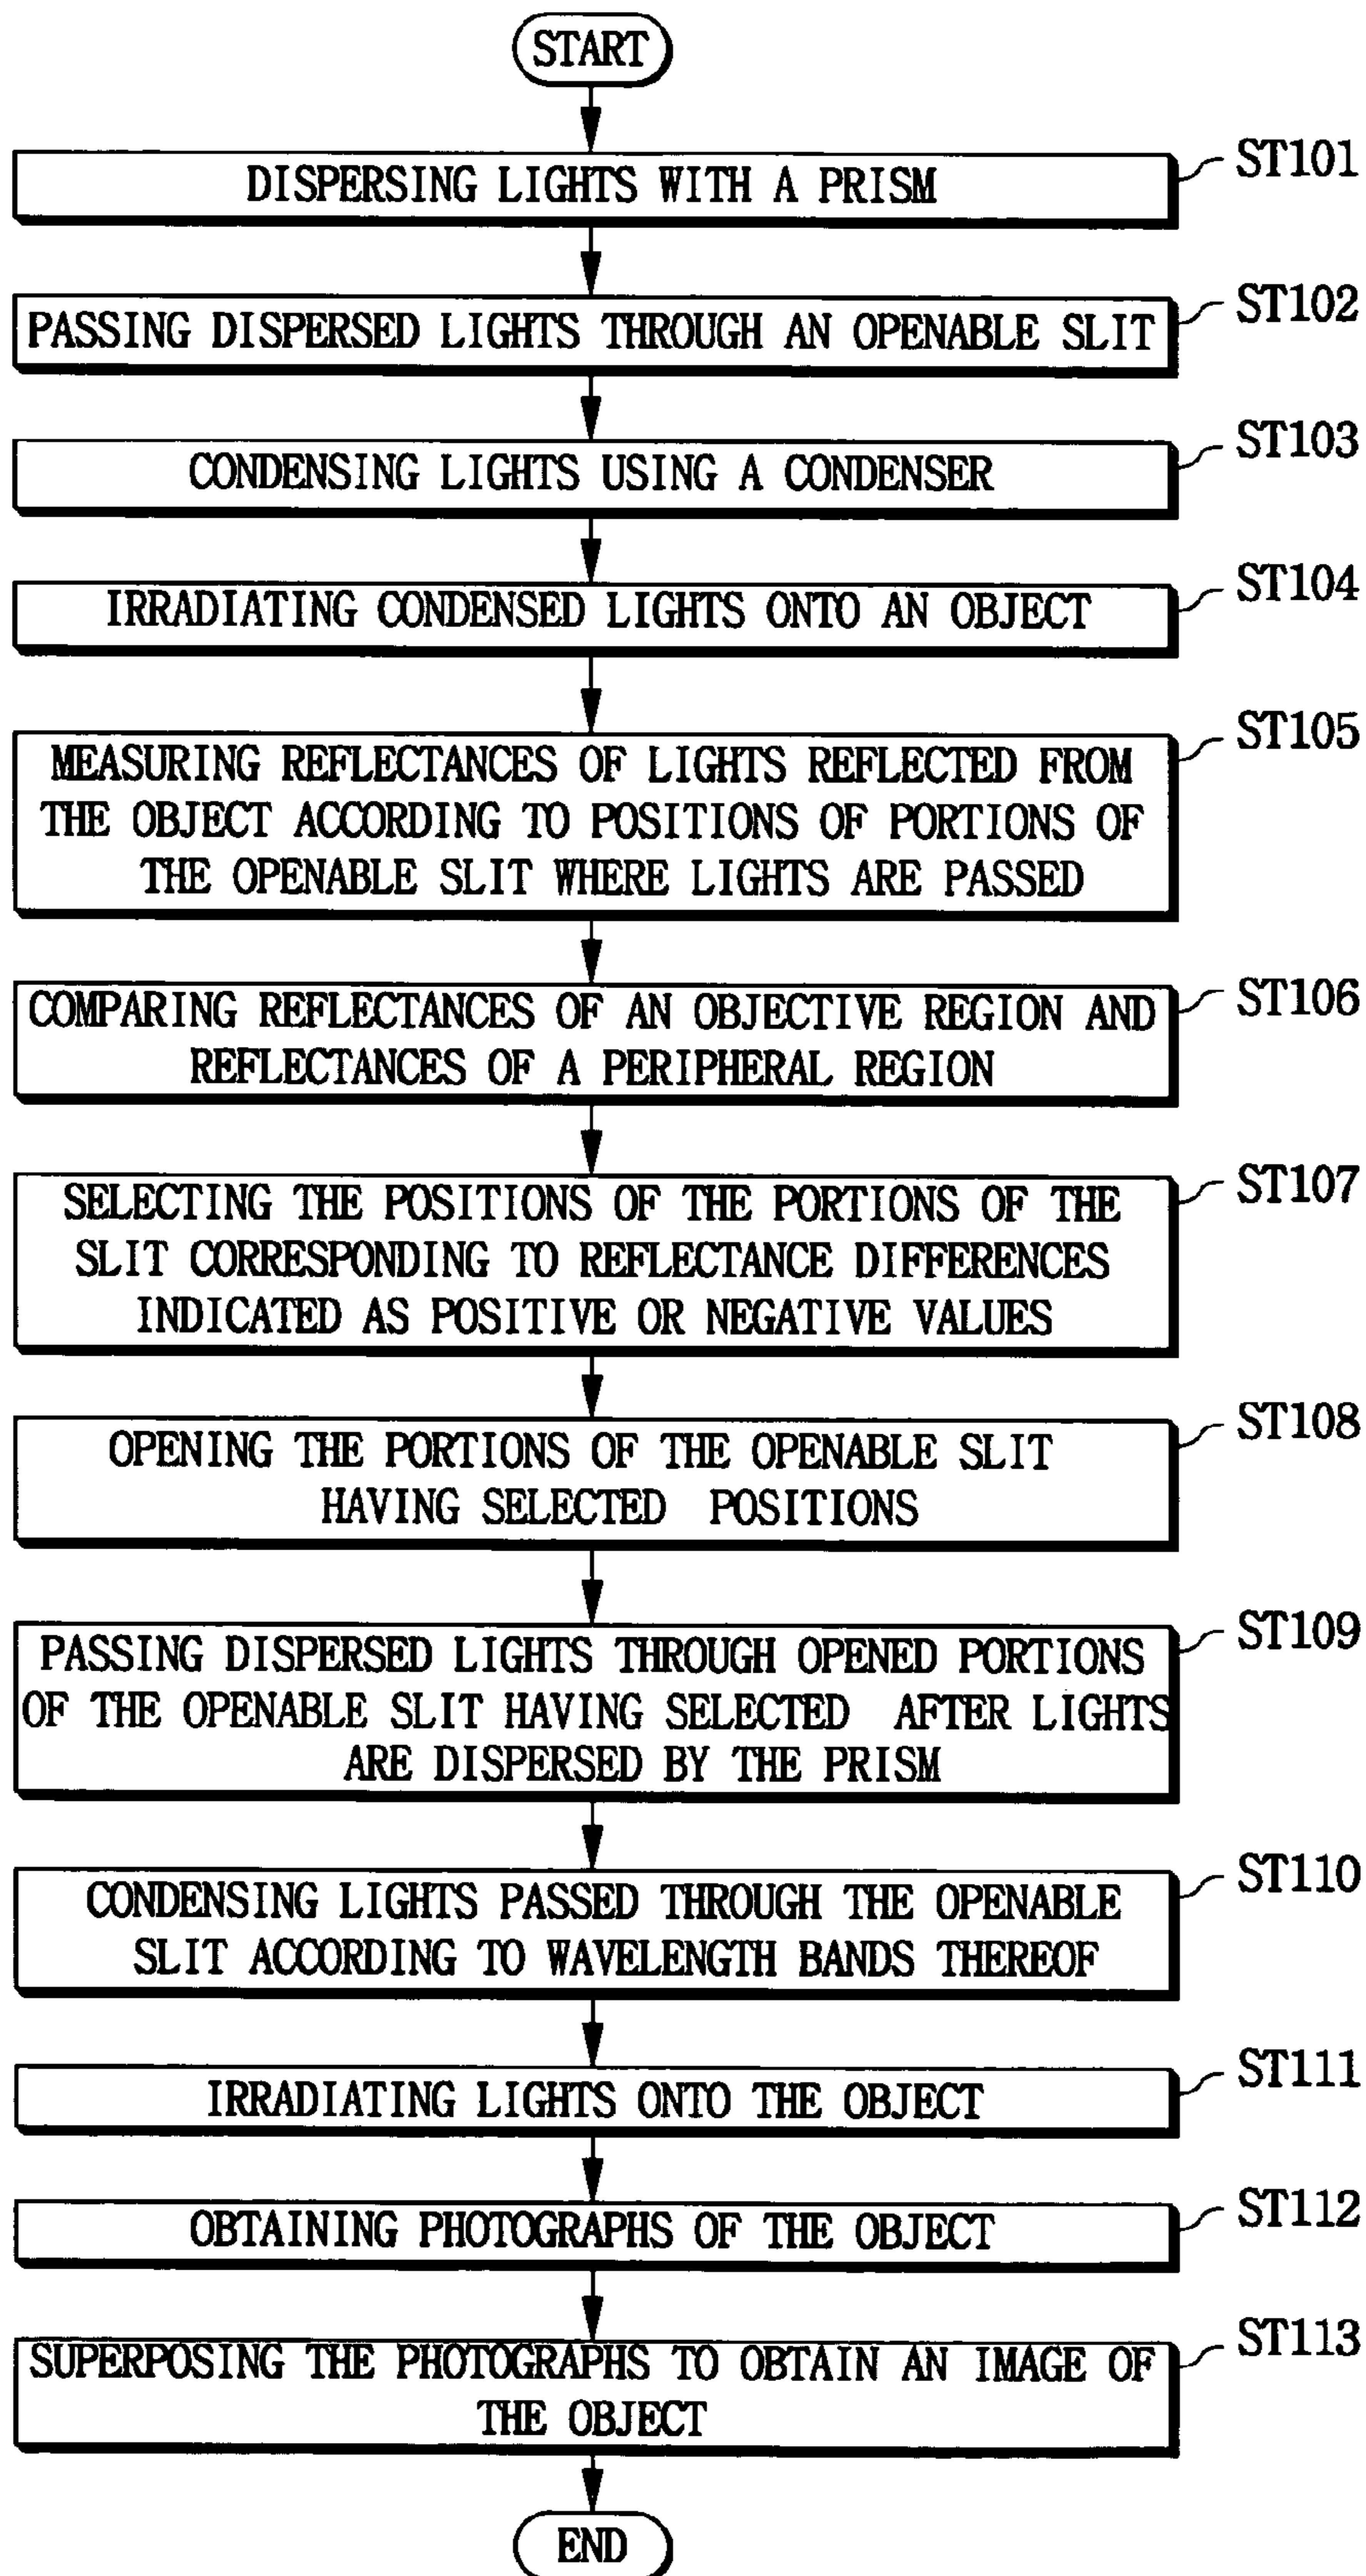 START
DISPERSING LIGHTS WITH A PRISM
ST101
PASSING DISPERSED LIGHTS THROUGH AN OPENABLE SLIT
ST102
CONDENSING LIGHTS USING A CONDENSER
ST103
IRRADIATING CONDENSED LIGHTS ONTO AN OBJECT
ST104
MEASURING REFLECTANCES OF LIGHTS REFLECTED FROM
THE OBJECT ACCORDING TO POSITIONS OF PORTIONS OF
THE OPENABLE SLIT WHERE LIGHTS ARE PASSED
ST105
COMPARING REFLECTANCES OF AN OBJECTIVE REGION AND
REFLECTANCES OF A PERIPHERAL REGION
ST106
SELECTING THE POSITIONS OF THE PORTIONS OF THE
SLIT CORRESPONDING TO REFLECTANCE DIFFERENCES
INDICATED AS POSITIVE OR NEGATIVE VALUES
ST107
OPENING THE PORTIONS OF THE OPENABLE SLIT
HAVING SELECTED POSITIONS
ST108
PASSING DISPERSED LIGHTS THROUGH OPENED PORTIONS
OF THE OPENABLE SLIT HAVING SELECTED AFTER LIGHTS
ARE DISPERSED BY THE PRISM
ST109
CONDENSING LIGHTS PASSED THROUGH THE OPENABLE
SLIT ACCORDING TO WAVELENGTH BANDS THEREOF
ST110
IRRADIATING LIGHTS ONTO THE OBJECT
ST111
OBTAINING PHOTOGRAPHS OF THE OBJECT
ST112
SUPERPOSING THE PHOTOGRAPHS TO OBTAIN AN IMAGE OF
THE OBJECT
ST113
END